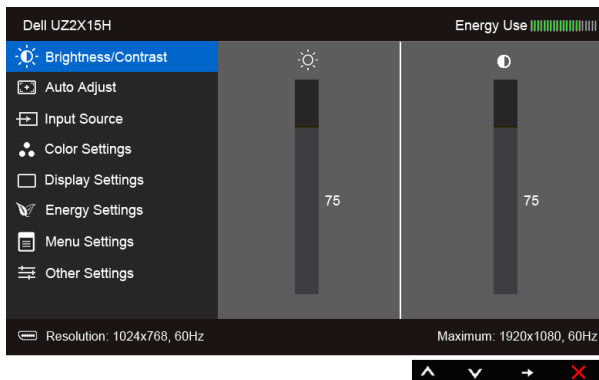 Dell UZ2X15H Energy Use
Brightness/Contrast
Auto Adjust
Input Source
Color Settings
Display Settings
75 75
Energy Settings
Menu Settings
Other Settings
Resolution: 1024x768, 60Hz Maximum: 1920x1080, 60Hz